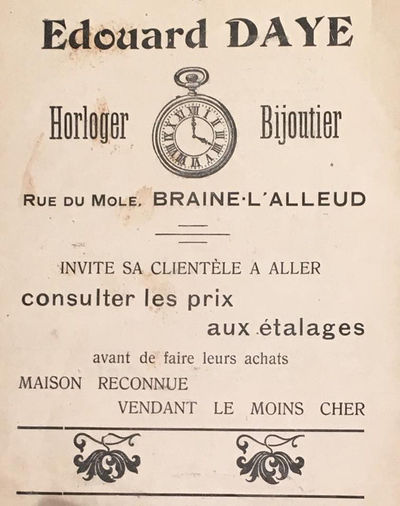 Edouard DAYE
Horloger Bijoutier
RUE DU MOLE, BRAINE-L'ALLEUD
INVITE SA CLIENTÈLE A ALLER
consulter les prix
aux étalages
avant de faire leurs achats
MAISON RECONNUE
VENDANT LE MOINS CHER